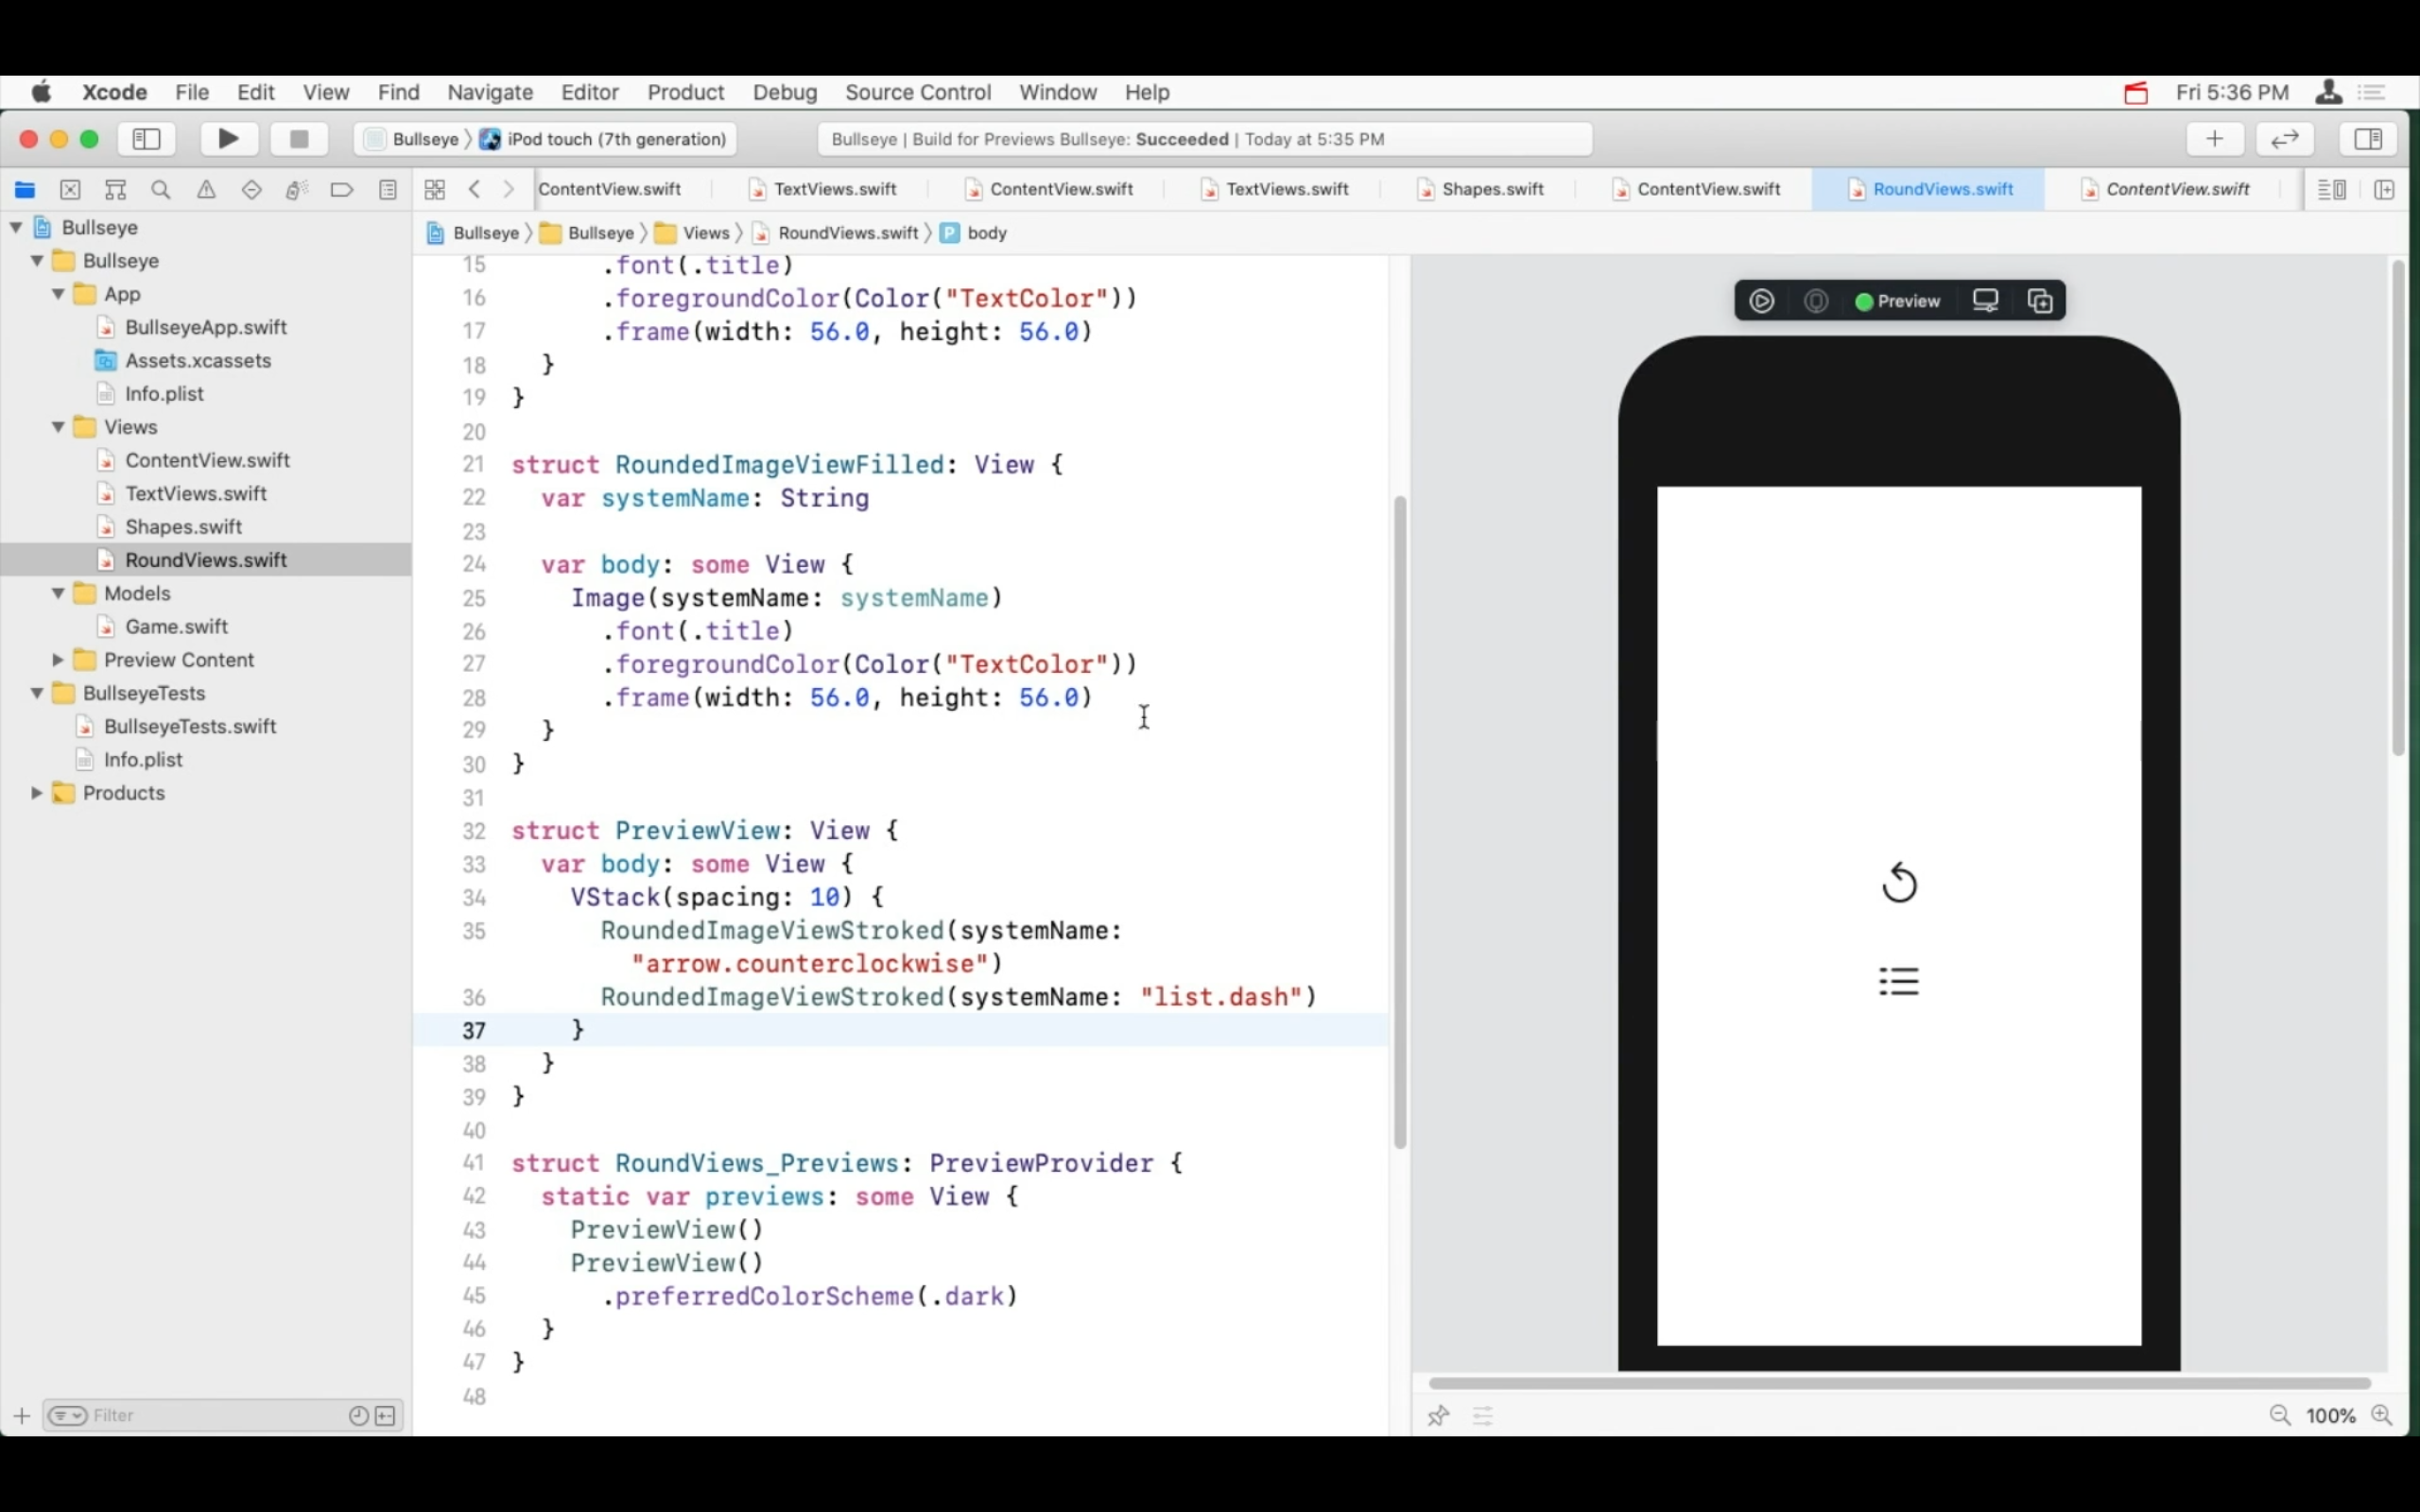 Xcode File Edit View Find Navigate Editor Product Debug Source Control Window Help Fri 5:36 PM
Bullseye iPod touch (7th generation) Bullseye | Build for Previews Bullseye: Succeeded | Today at 5:35 PM
ContentView.swift TextViews.swift ContentView.swift TextViews.swift Shapes.swift ContentView.swift RoundViews.swift ContentView.swift
Bullseye Bullseye Views RoundViews.swift P body
Bullseye
Bullseye
App
BullseyeApp.swift
Assets.xcassets
Info.plist
Views
ContentView.swift
TextViews.swift
Shapes.swift
RoundViews.swift
Models
Game.swift
Preview Content
BullseyeTests
BullseyeTests.swift
Info.plist
Products
Filter
15 .font(.title)
16 .foregroundColor(Color("TextColor"))
17 .frame(width: 56.0, height: 56.0)
18 }
19 }
20
21 struct RoundedImageViewFilled: View {
22 var systemName: String
23
24 var body: some View {
25 Image(systemName: systemName)
26 .font(.title)
27 .foregroundColor(Color("TextColor"))
28 .frame(width: 56.0, height: 56.0)
29 }
30 }
31
32 struct PreviewView: View {
33 var body: some View {
34 VStack(spacing: 10) {
35 RoundedImageViewStroked(systemName:
"arrow.counterclockwise")
36 RoundedImageViewStroked(systemName: "list.dash")
37 }
38 }
39 }
40
41 struct RoundViews_Previews: PreviewProvider {
42 static var previews: some View {
43 PreviewView()
44 PreviewView()
45 .preferredColorScheme(.dark)
46 }
47 }
48
Preview
100%